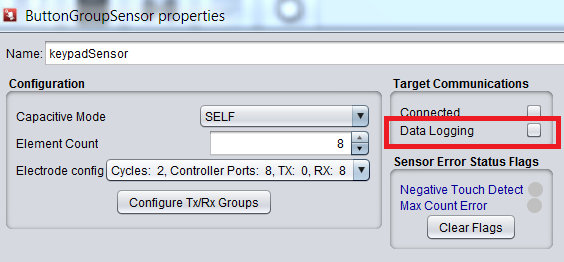 ButtonGroupSensor properties
Name: keypadSensor
Configuration
Capacitive Mode SELF
Element Count 8
Electrode config Cycles: 2, Controller Ports: 8, TX: 0, RX: 8
Configure Tx/Rx Groups
Target Communications
Connected
Data Logging
Sensor Error Status Flags
Negative Touch Detect
Max Count Error
Clear Flags